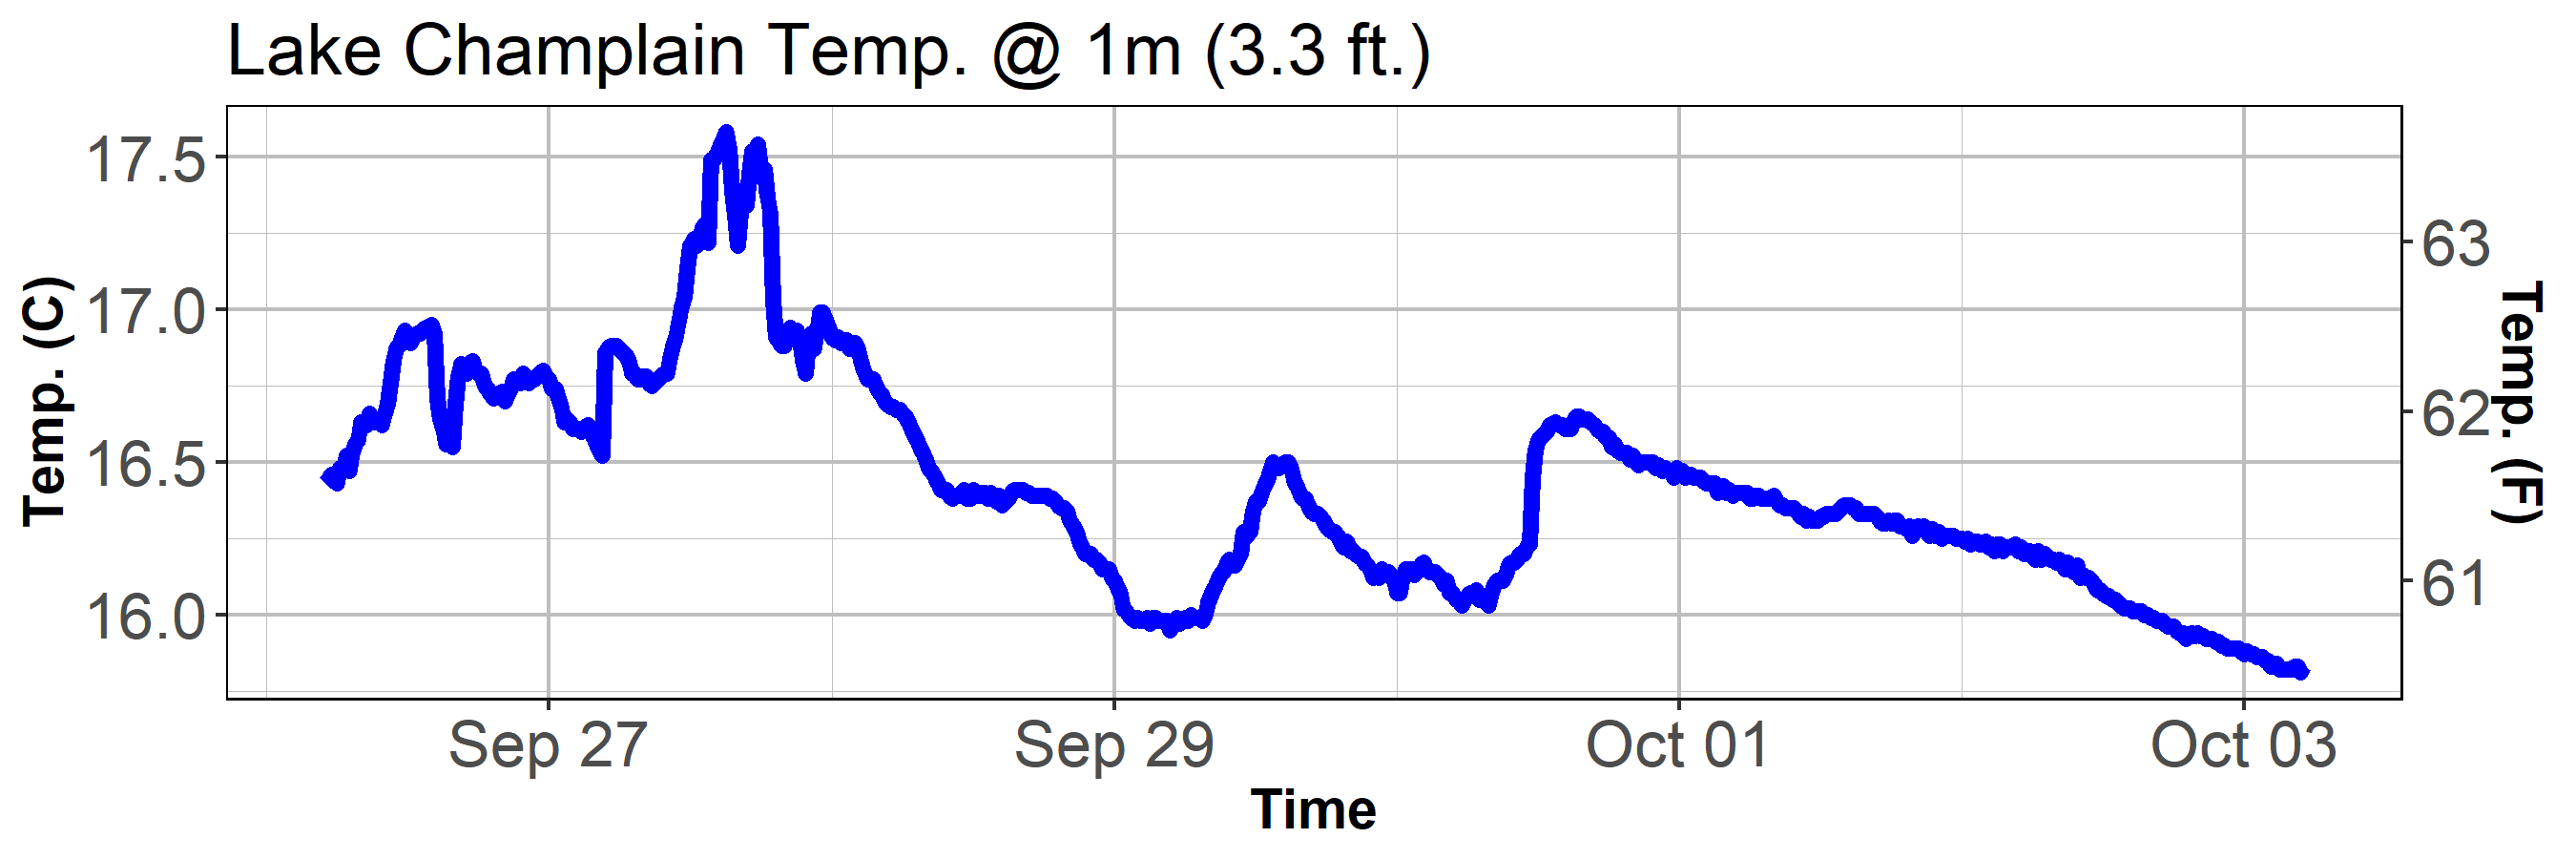 Lake Champlain Temp. @ 1m (3.3 ft.)
Temp. (C)
17.5
17.0
16.5
16.0
63
62
61
Temp. (F)
Sep 27 Sep 29 Oct 01 Oct 03
Time